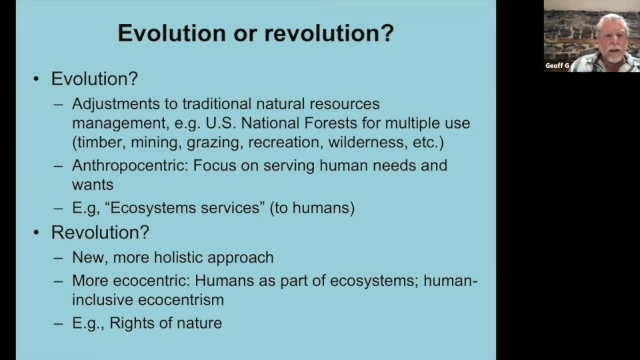 Evolution or revolution?
• Evolution?
– Adjustments to traditional natural resources
management, e.g. U.S. National Forests for multiple use
(timber, mining, grazing, recreation, wilderness, etc.)
– Anthropocentric: Focus on serving human needs and
wants
– E.g, “Ecosystems services” (to humans)
• Revolution?
– New, more holistic approach
– More ecocentric: Humans as part of ecosystems; human-
inclusive ecocentrism
– E.g., Rights of nature
Geoff G